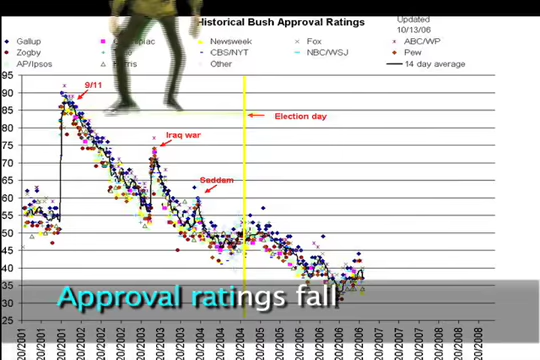 Historical Bush Approval Ratings
Updated
10/13/06
Gallup
Newsweek
Fox
ABC/WP
Zogby
CBS/NYT
NBC/WSJ
Pew
AP/Ipsos
Harris
Other
14 day average
95
90
85
80
75
70
65
60
55
50
45
40
35
30
25
9/11
Election day
Iraq war
Saddam
Approval ratings fall